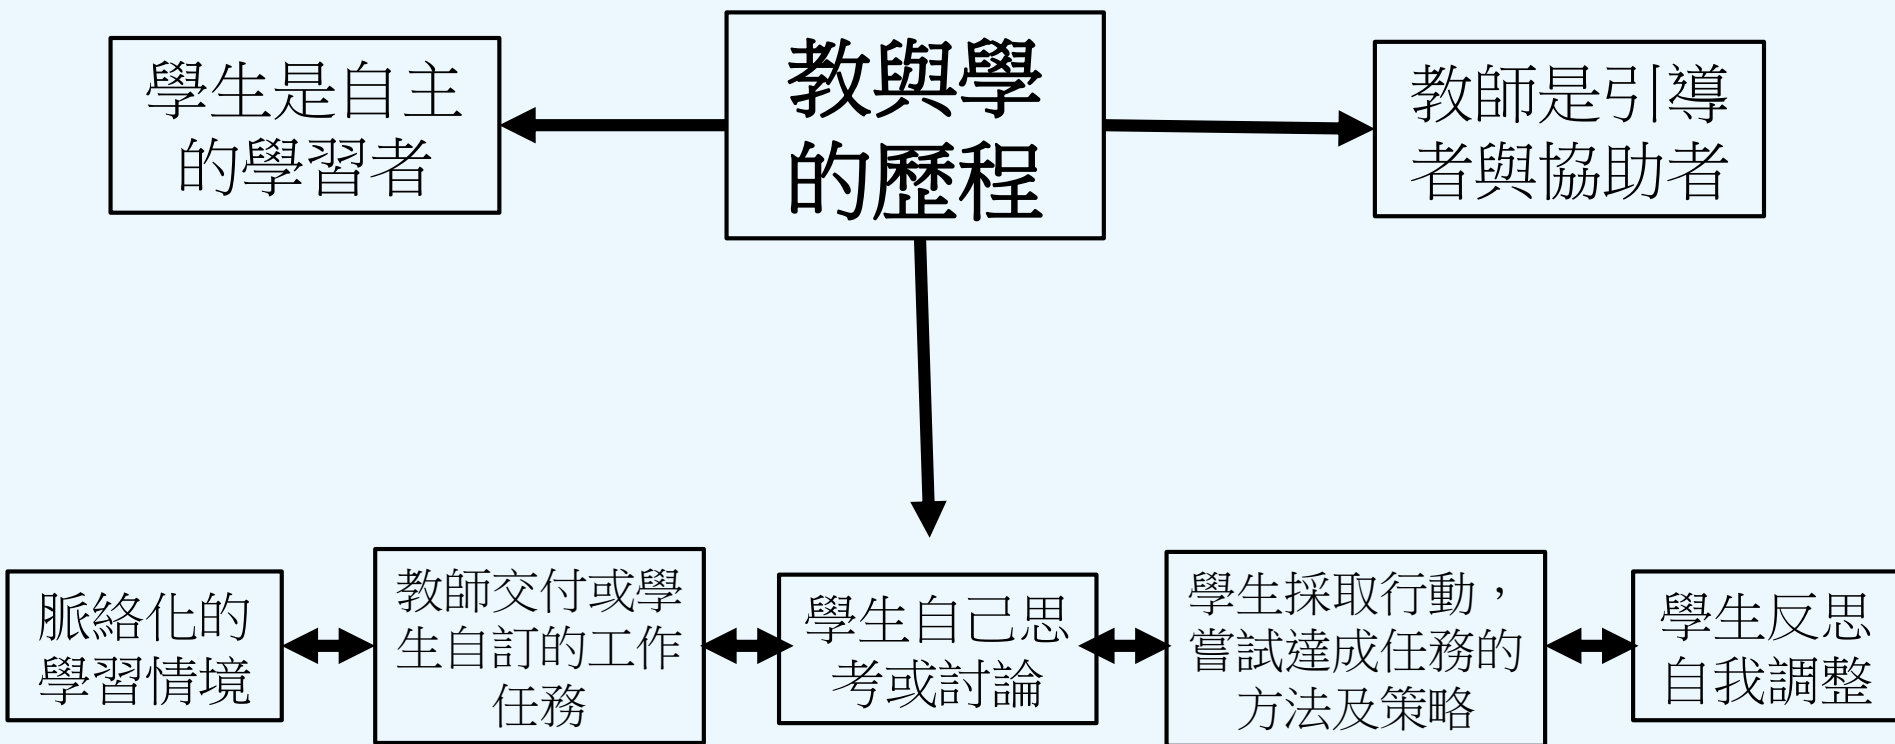 學生是自主
的學習者
教與學
的歷程
教師是引導
者與協助者
脈絡化的
學習情境
教師交付或學
生自訂的工作
任務
學生自己思
考或討論
學生採取行動，
嘗試達成任務的
方法及策略
學生反思
自我調整